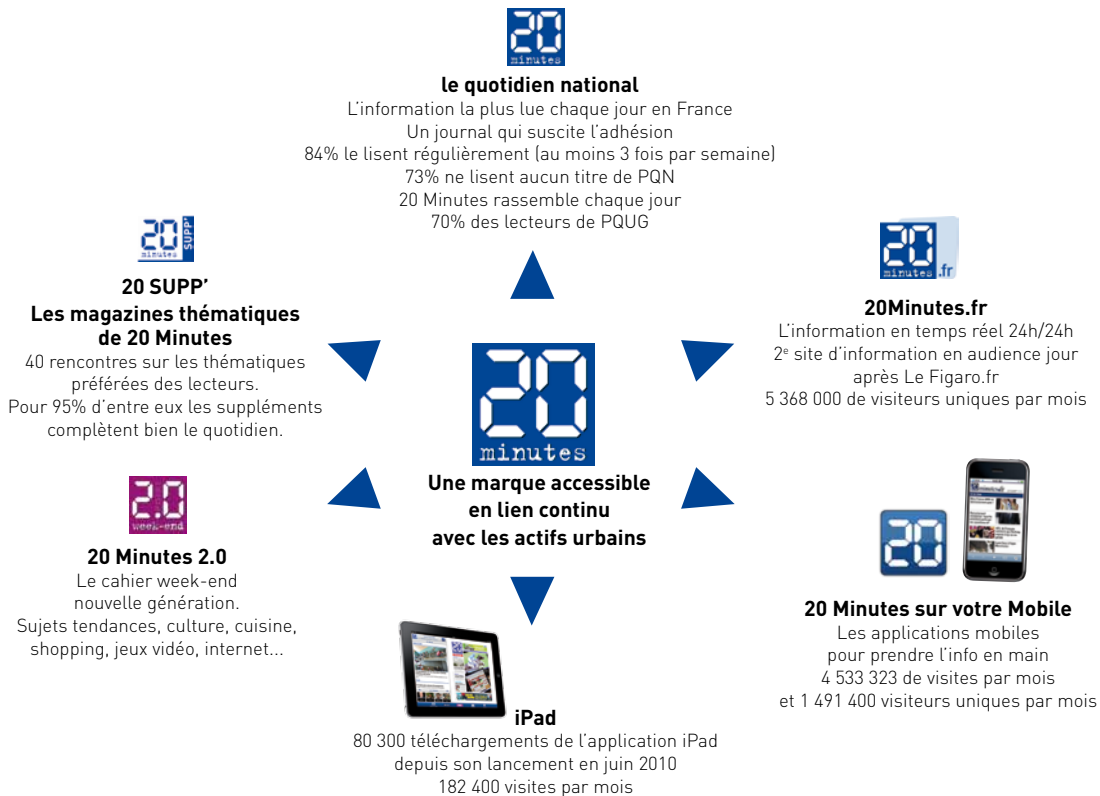 20
minutes
le quotidien national
L'information la plus lue chaque jour en France
Un journal qui suscite l'adhésion
84% le lisent régulièrement (au moins 3 fois par semaine)
73% ne lisent aucun titre de PQN
20 Minutes rassemble chaque jour
70% des lecteurs de PQUG
20
minutes
SUPP'
20 SUPP'
Les magazines thématiques
de 20 Minutes
40 rencontres sur les thématiques
préférées des lecteurs.
Pour 95% d'entre eux les suppléments
complètent bien le quotidien.
20
minutes
.fr
20Minutes.fr
L'information en temps réel 24h/24h
2e site d'information en audience jour
après Le Figaro.fr
5 368 000 de visiteurs uniques par mois
20
minutes
Une marque accessible
en lien continu
avec les actifs urbains
2.0
week-end
20 Minutes 2.0
Le cahier week-end
nouvelle génération.
Sujets tendances, culture, cuisine,
shopping, jeux vidéo, internet...
20
20 Minutes sur votre Mobile
Les applications mobiles
pour prendre l'info en main
4 533 323 de visites par mois
et 1 491 400 visiteurs uniques par mois
iPad
80 300 téléchargements de l'application iPad
depuis son lancement en juin 2010
182 400 visites par mois